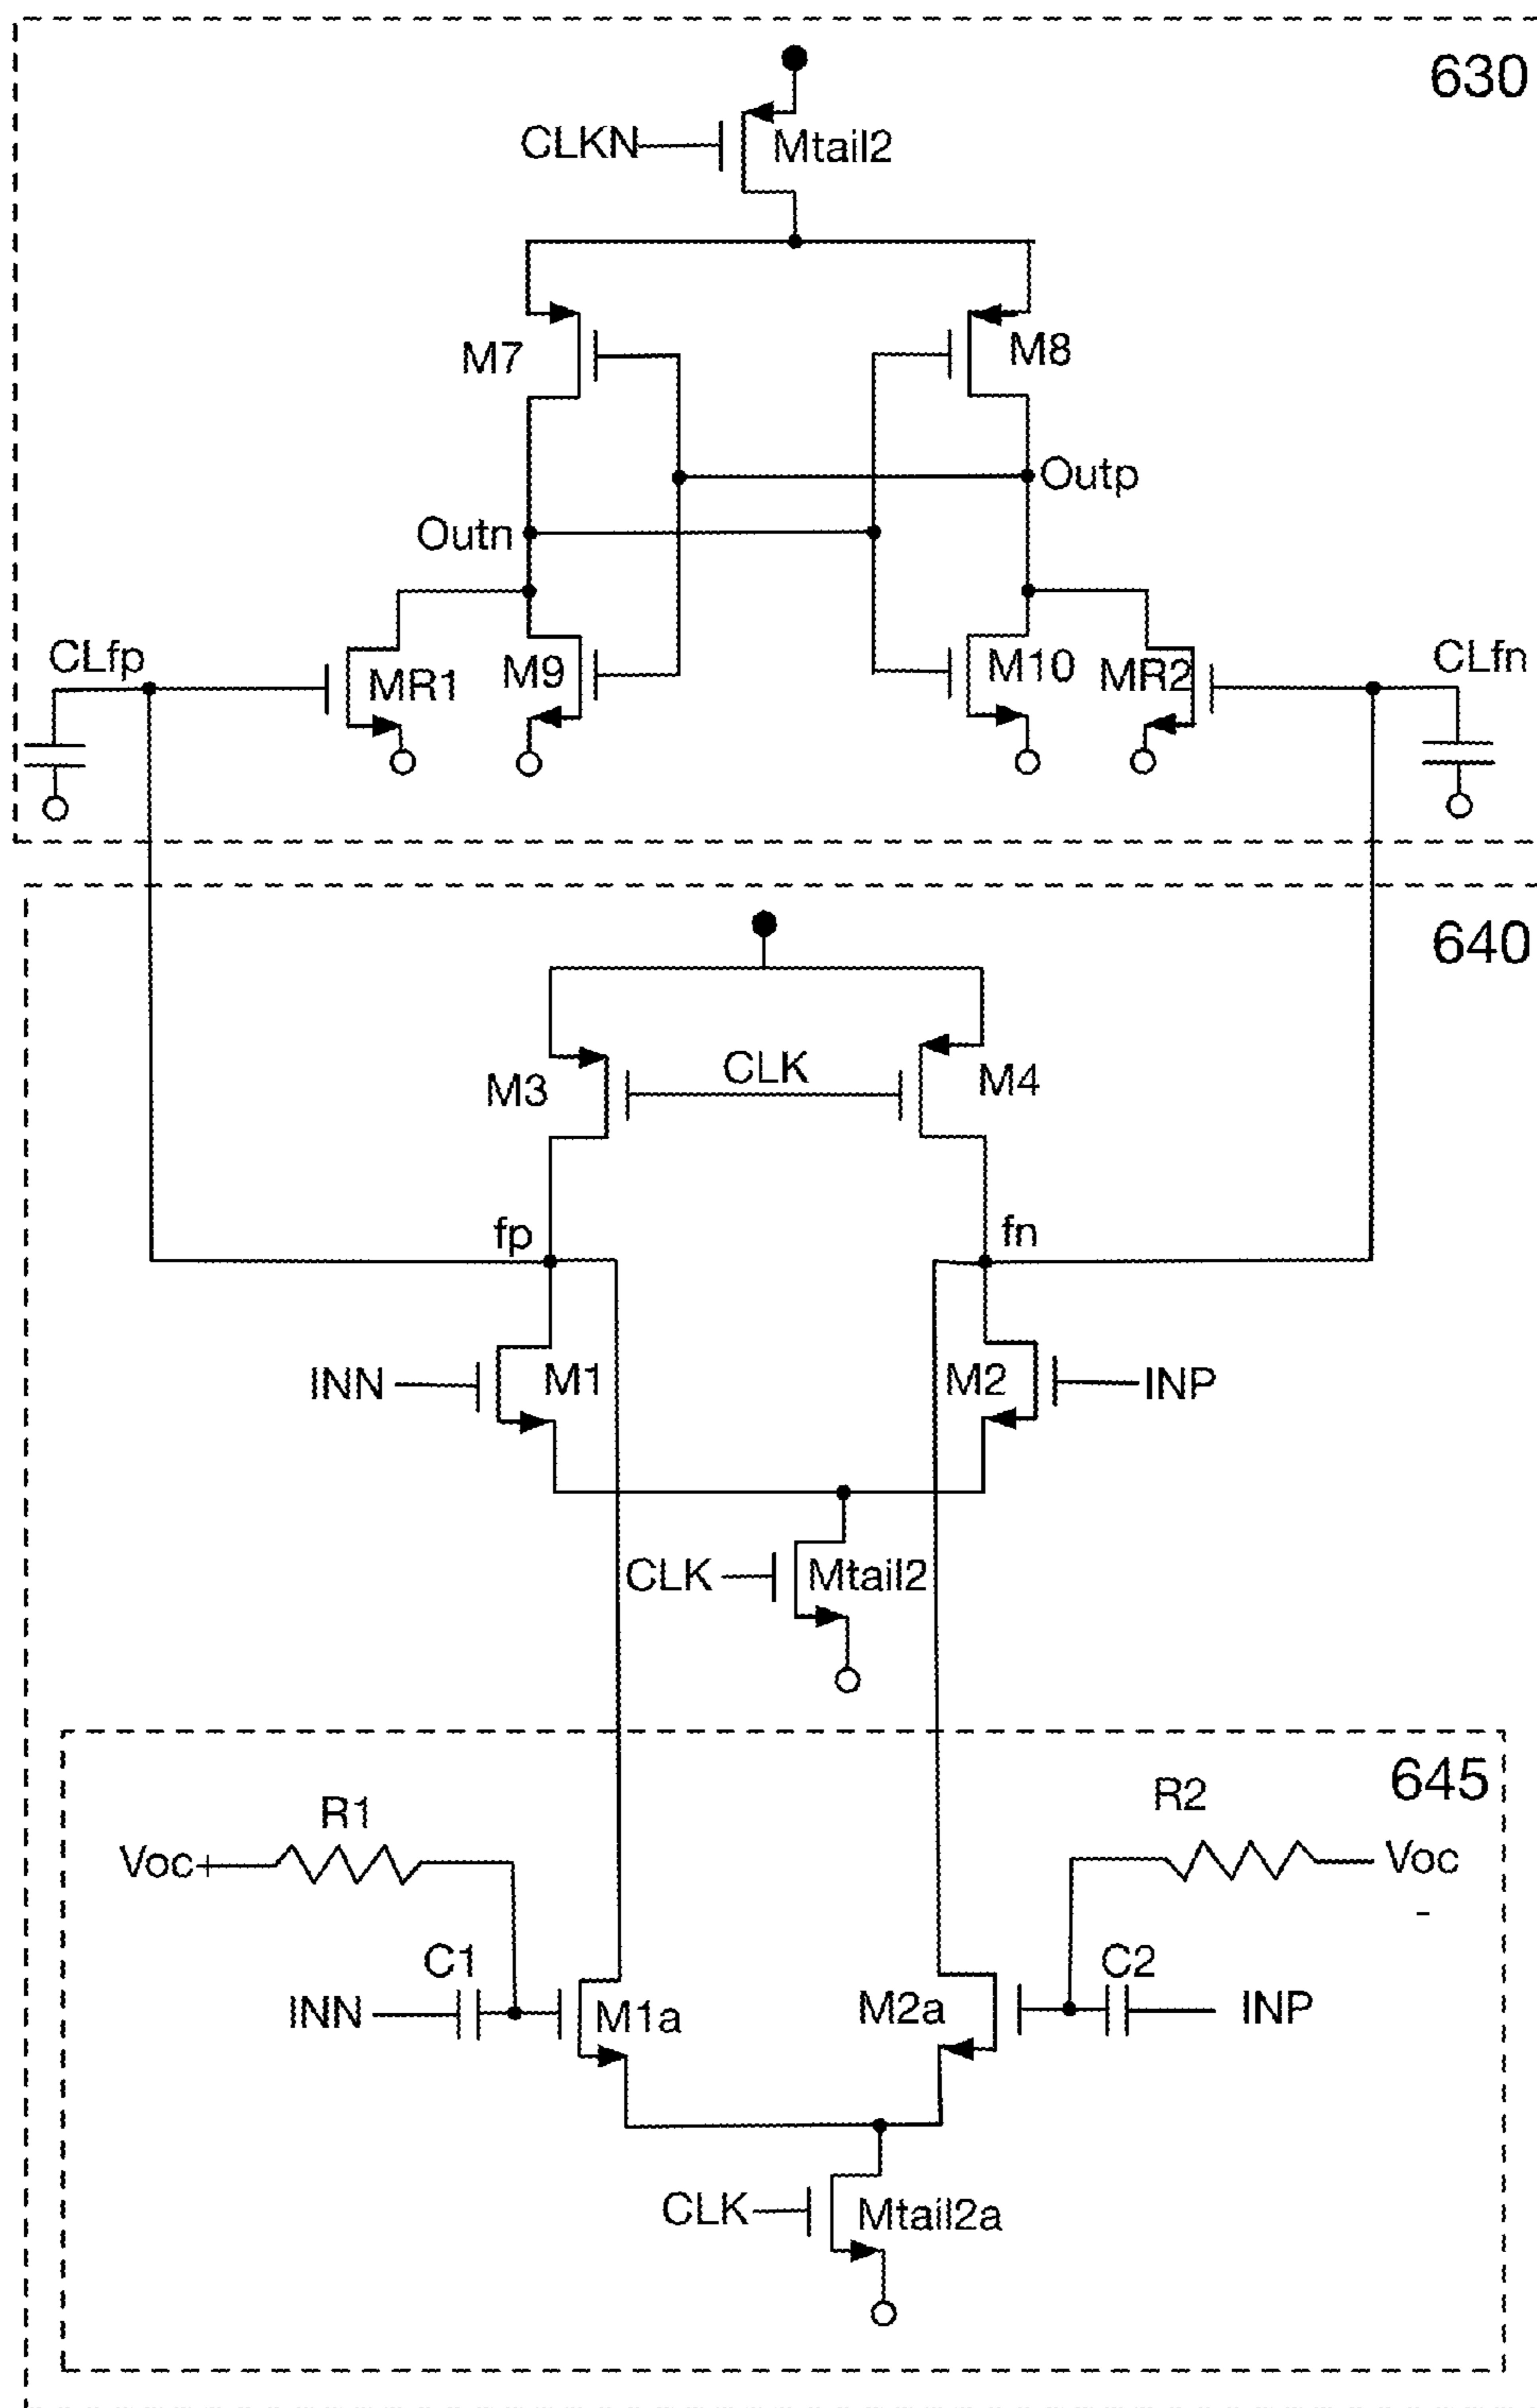 630
CLKN
Mtail2
M7
M8
Outp
Outn
CLfp
MR1
M9
M10
MR2
CLfn
640
M3
CLK
M4
fp
fn
INN
M1
M2
INP
CLK
Mtail2
645
R1
R2
Voc+
Voc
-
C1
C2
INN
M1a
M2a
INP
CLK
Mtail2a